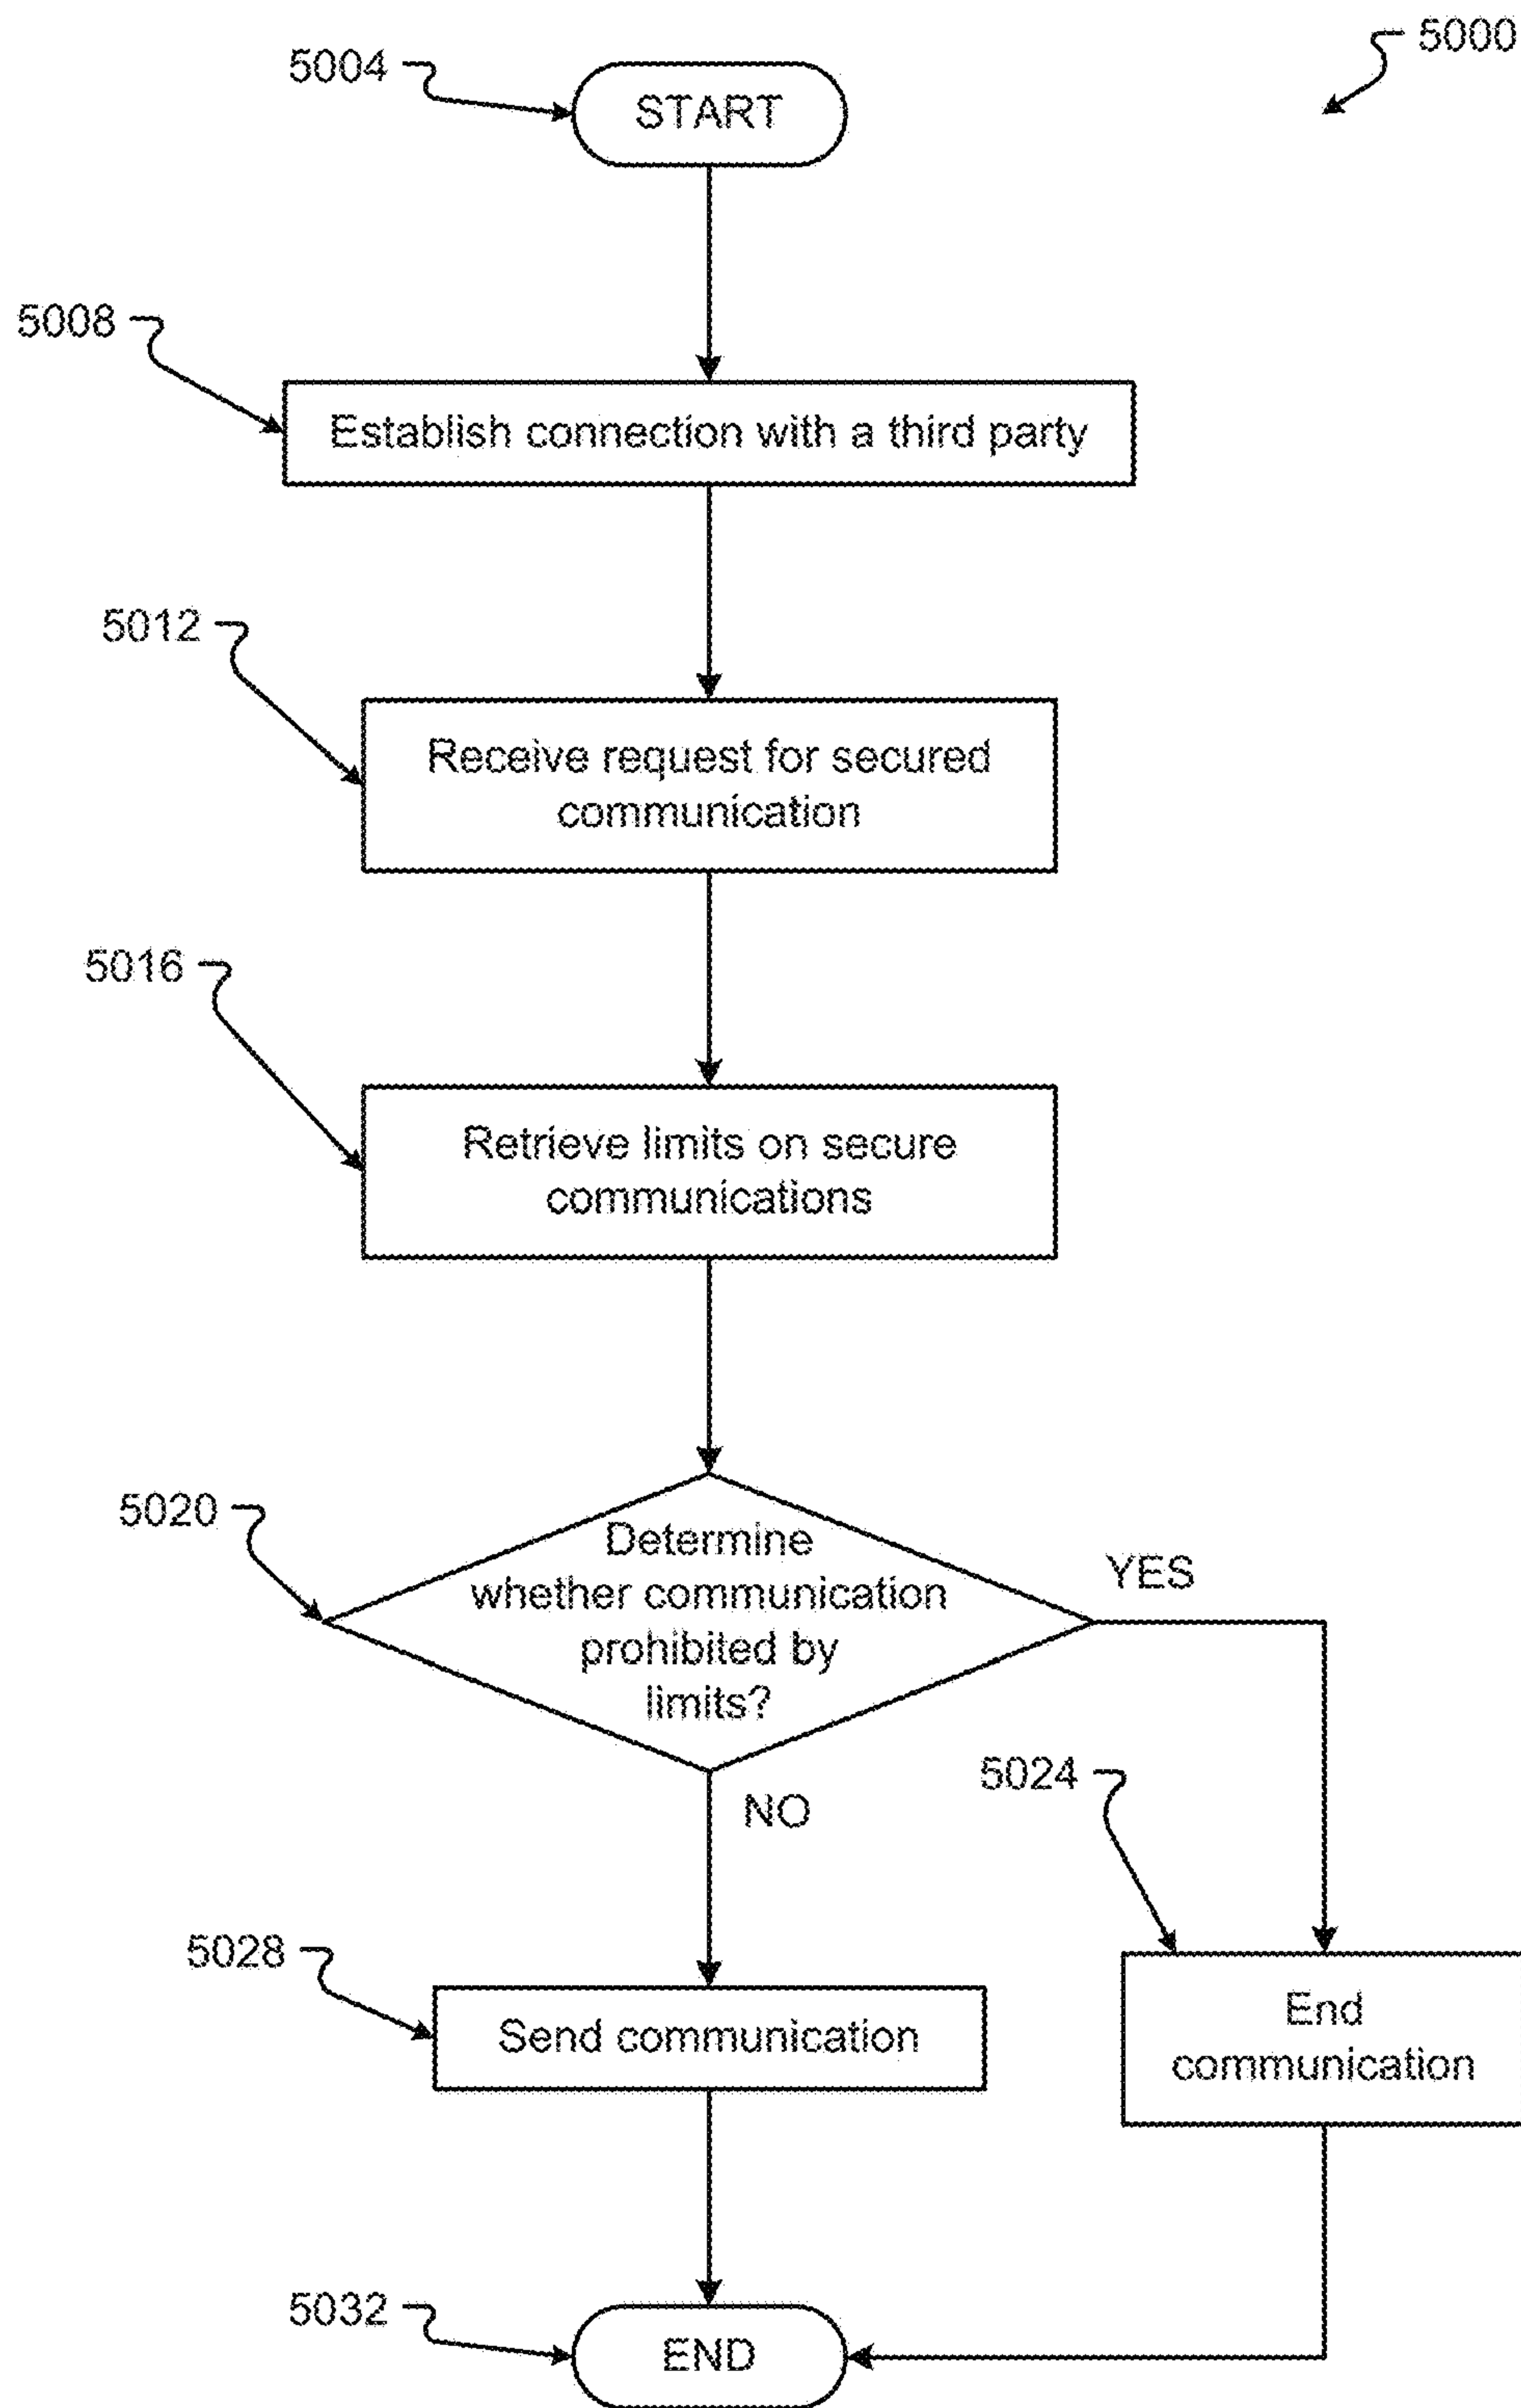 5000
5004
START
5008
Establish connection with a third party
5012
Receive request for secured
communication
5016
Retrieve limits on secure
communications
5020
Determine
whether communication
prohibited by
limits?
YES
NO
5024
End
communication
5028
Send communication
5032
END